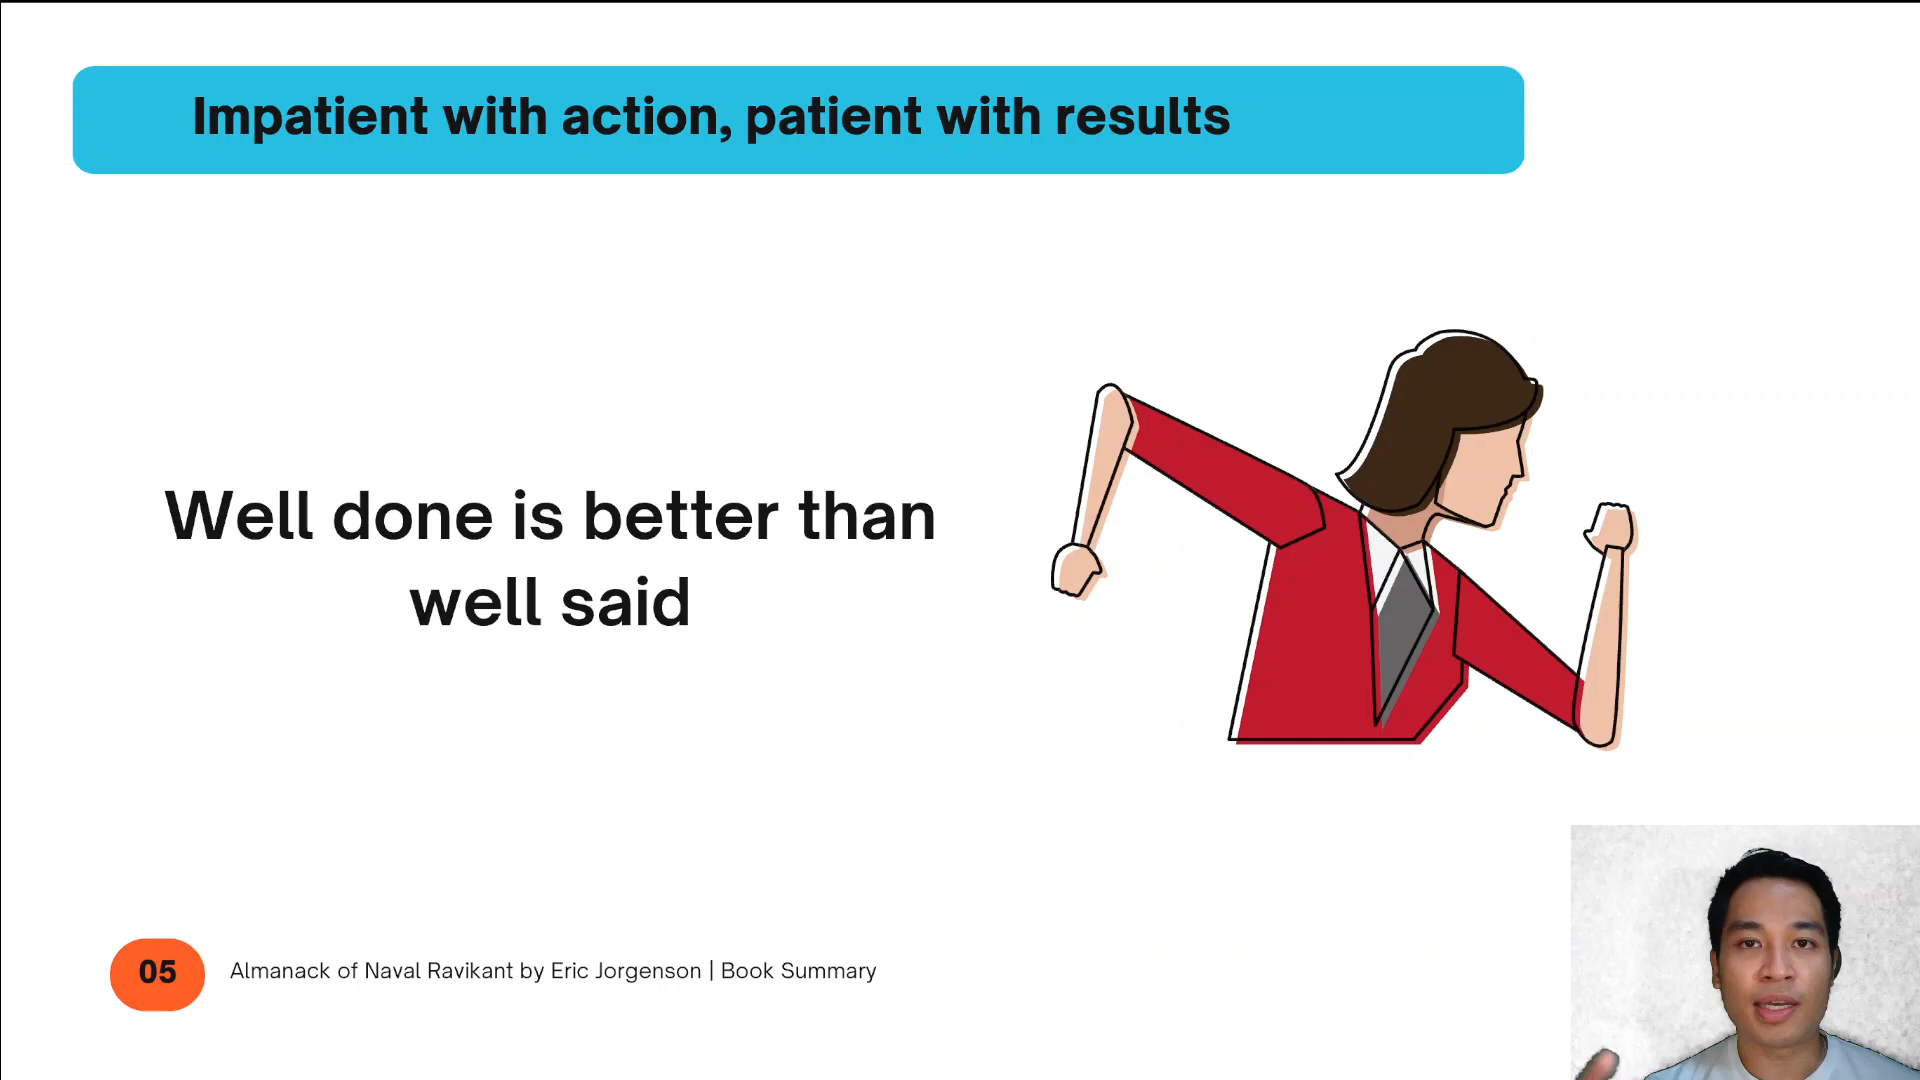 Impatient with action, patient with results
Well done is better than
well said
05
Almanack of Naval Ravikant by Eric Jorgenson | Book Summary